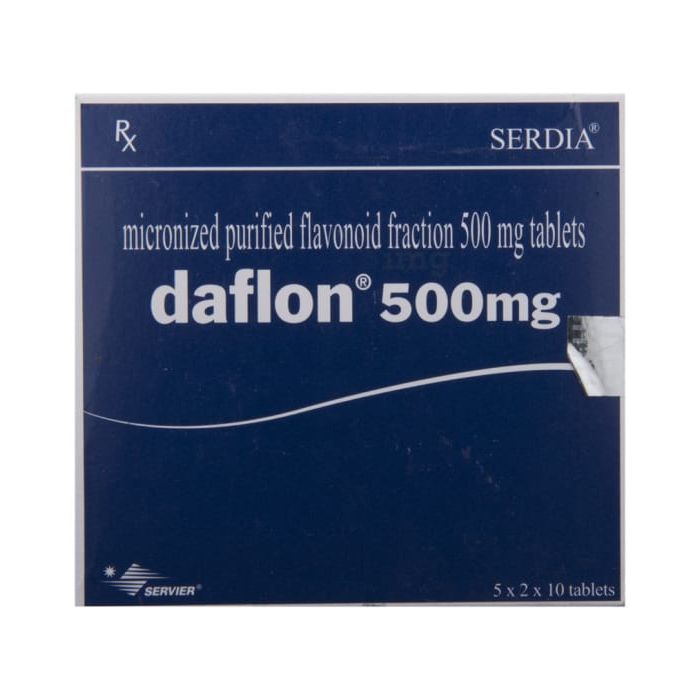 Rx
SERDIA®
micronized purified flavonoid fraction 500 mg tablets
daflon® 500mg
SERVIER®
5 x 2 x 10 tablets